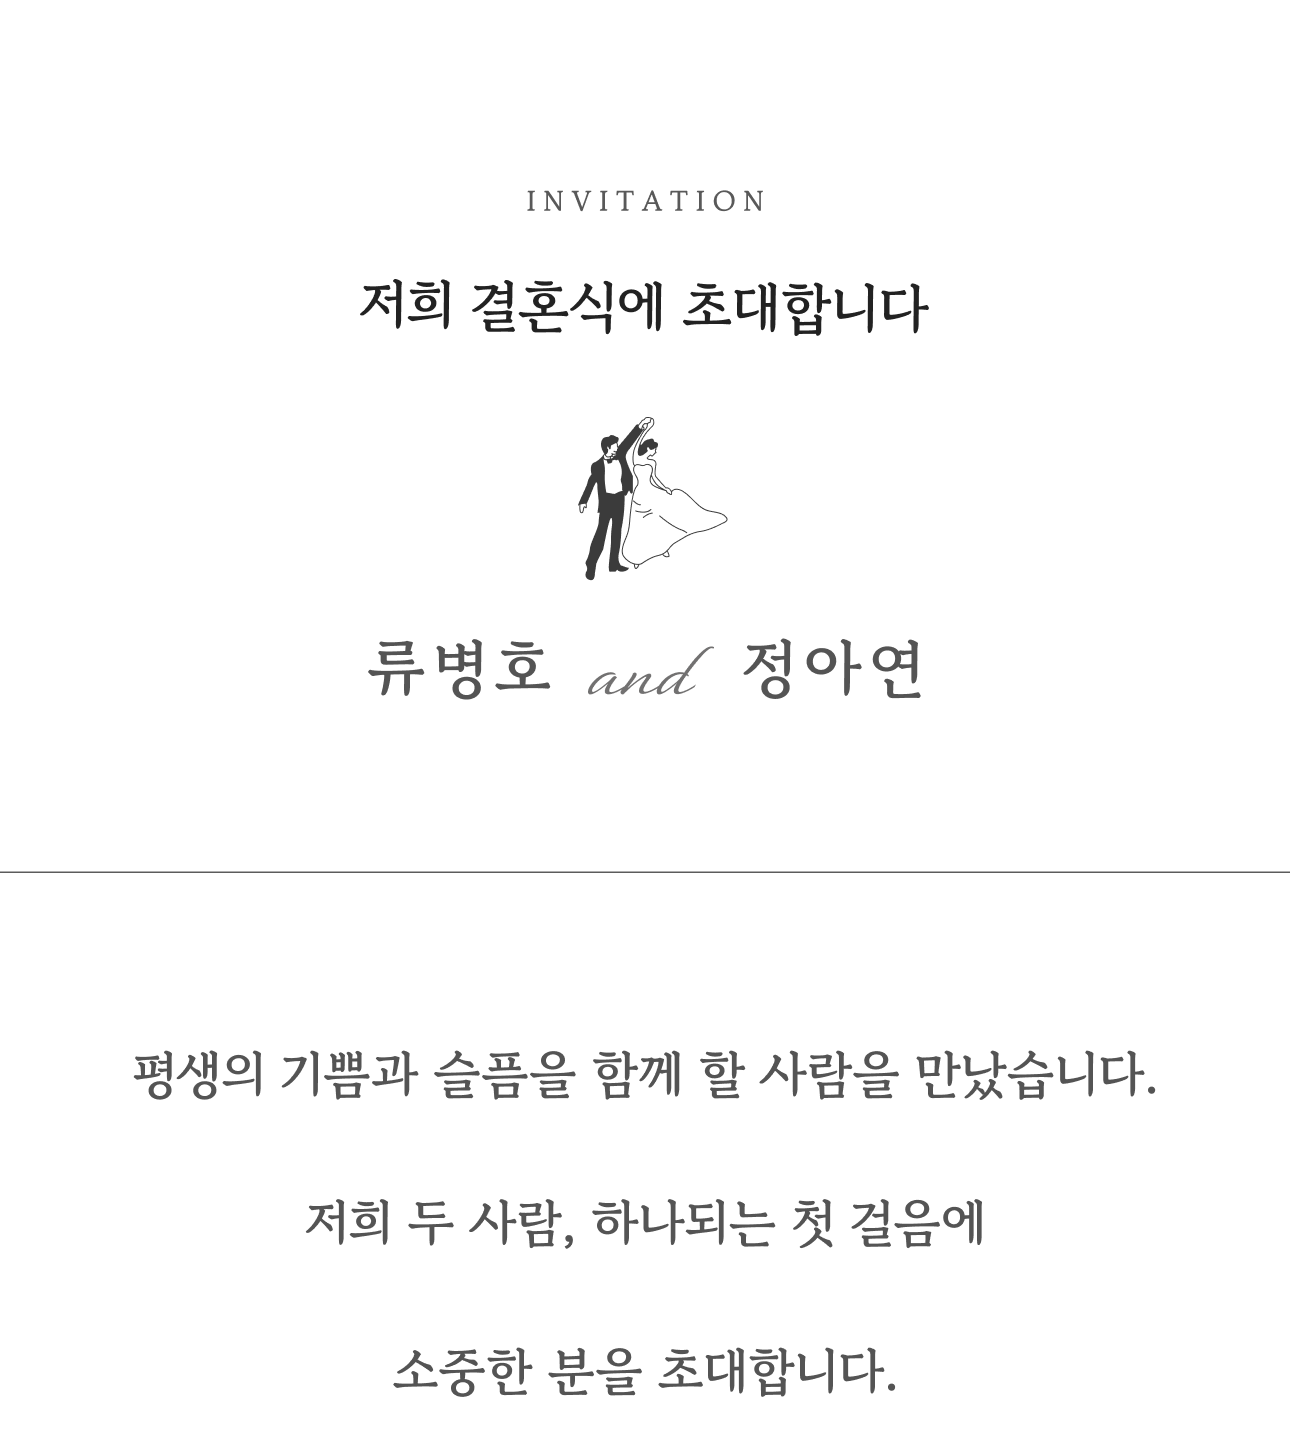 INVITATION
저희 결혼식에 초대합니다
류병호 and 정아연
평생의 기쁨과 슬픔을 함께 할 사람을 만났습니다.
저희 두 사람, 하나되는 첫 걸음에
소중한 분을 초대합니다.